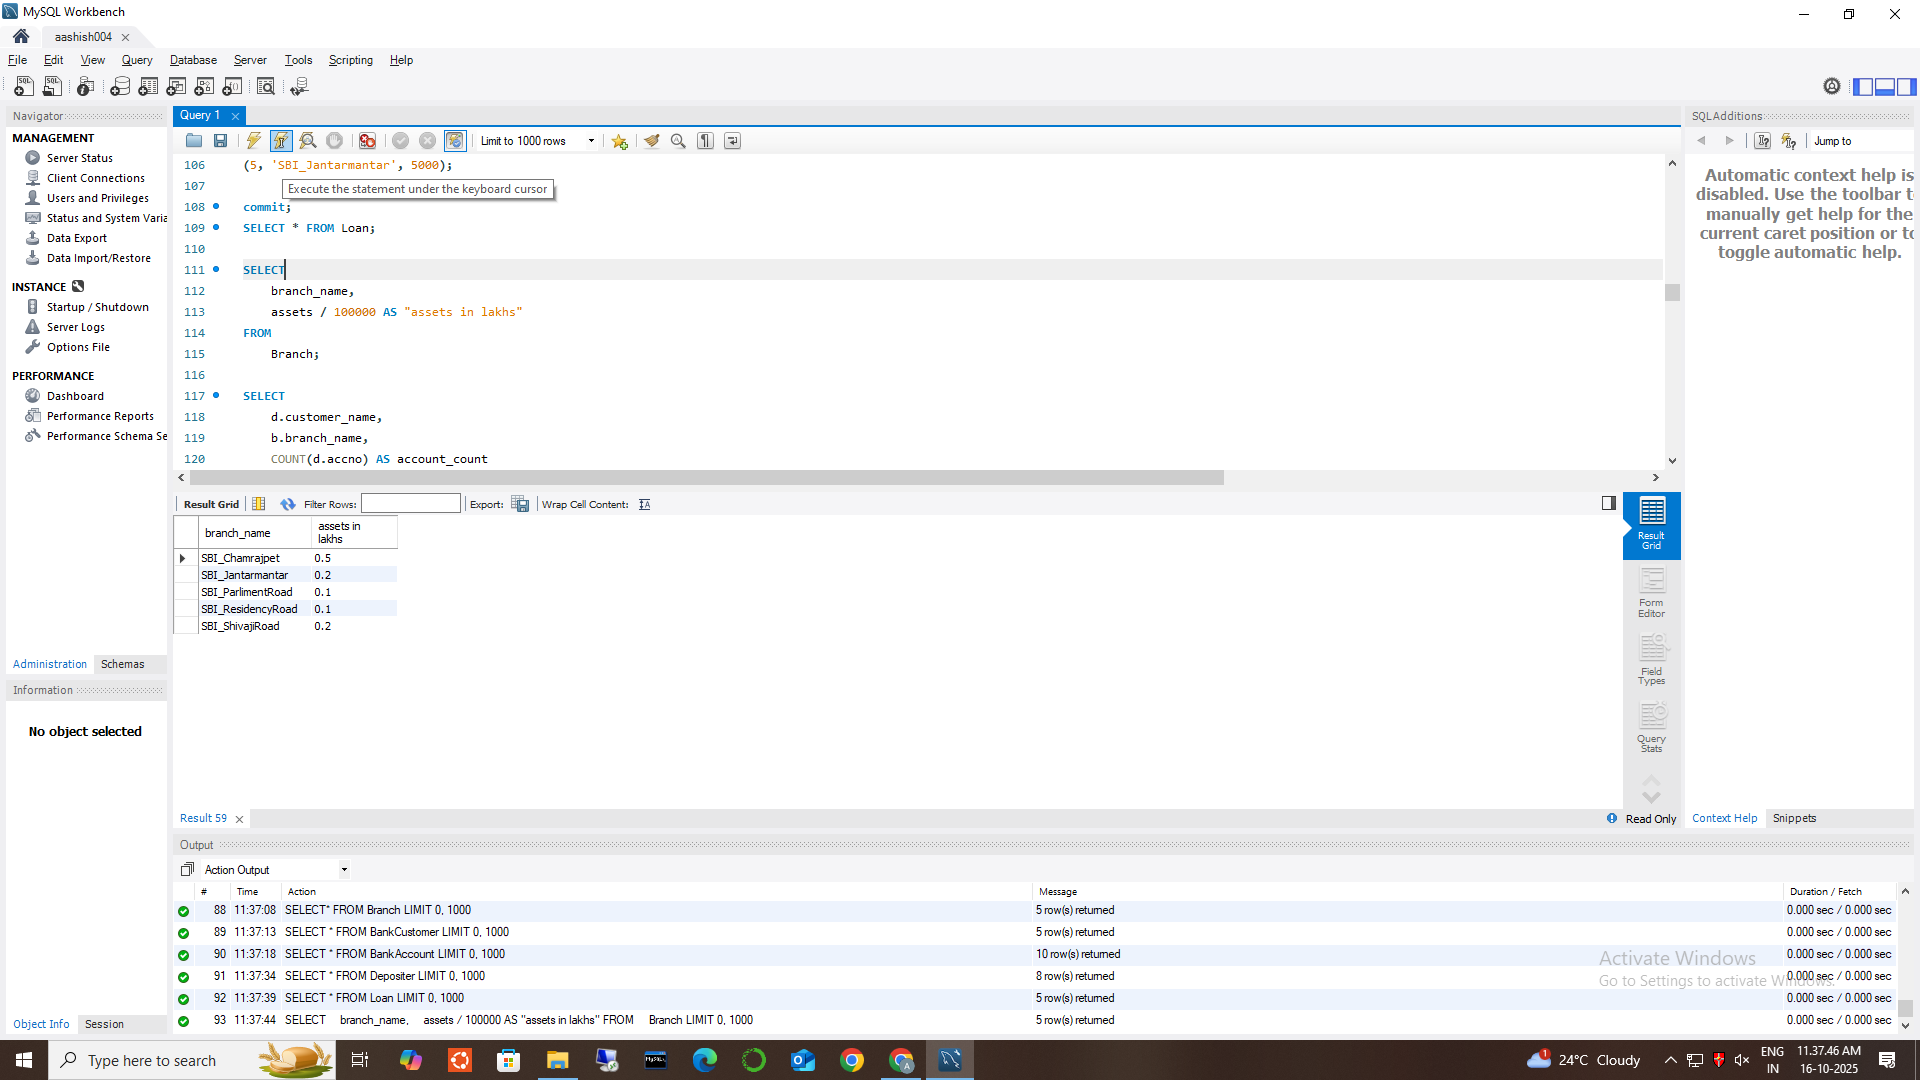 MySQL Workbench
aashish004
File Edit View Query Database Server Tools Scripting Help
Navigator
MANAGEMENT
Server Status
Client Connections
Users and Privileges
Status and System Varia
Data Export
Data Import/Restore
INSTANCE
Startup / Shutdown
Server Logs
Options File
PERFORMANCE
Dashboard
Performance Reports
Performance Schema Se
Administration Schemas
Information
No object selected
Object Info Session
Query 1
Limit to 1000 rows
106 (5, 'SBI_Jantarmantar', 5000);
107
Execute the statement under the keyboard cursor
108 commit;
109 SELECT * FROM Loan;
110
111 SELECT
112 branch_name,
113 assets / 100000 AS "assets in lakhs"
114 FROM
115 Branch;
116
117 SELECT
118 d.customer_name,
119 b.branch_name,
120 COUNT(d.accno) AS account_count
Result Grid Filter Rows: Export: Wrap Cell Content:
branch_name assets in lakhs
SBI_Chamrajpet 0.5
SBI_Jantarmantar 0.2
SBI_ParlimentRoad 0.1
SBI_ResidencyRoad 0.1
SBI_ShivajiRoad 0.2
Result Grid
Form Editor
Field Types
Query Stats
Result 59
Read Only
SQLAdditions
Jump to
Automatic context help is
disabled. Use the toolbar t
manually get help for the
current caret position or to
toggle automatic help.
Context Help Snippets
Output
Action Output
# Time Action Message Duration / Fetch
88 11:37:08 SELECT* FROM Branch LIMIT 0, 1000 5 row(s) returned 0.000 sec / 0.000 sec
89 11:37:13 SELECT * FROM BankCustomer LIMIT 0, 1000 5 row(s) returned 0.000 sec / 0.000 sec
90 11:37:18 SELECT * FROM BankAccount LIMIT 0, 1000 10 row(s) returned 0.000 sec / 0.000 sec
91 11:37:34 SELECT * FROM Depositer LIMIT 0, 1000 8 row(s) returned 0.000 sec / 0.000 sec
92 11:37:39 SELECT * FROM Loan LIMIT 0, 1000 5 row(s) returned 0.000 sec / 0.000 sec
93 11:37:44 SELECT branch_name, assets / 100000 AS "assets in lakhs" FROM Branch LIMIT 0, 1000 5 row(s) returned 0.000 sec / 0.000 sec
Activate Windows
Go to Settings to activate Windows.
Type here to search
24°C Cloudy
ENG
IN
11.37.46 AM
16-10-2025